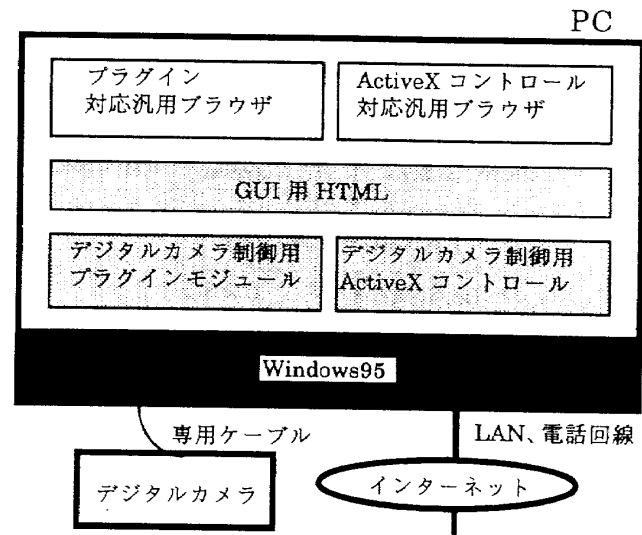 PC
プラグイン
対応汎用ブラウザ
ActiveX コントロール
対応汎用ブラウザ
GUI 用 HTML
デジタルカメラ制御用
プラグインモジュール
デジタルカメラ制御用
ActiveX コントロール
Windows95
専用ケーブル
LAN、電話回線
デジタルカメラ
インターネット